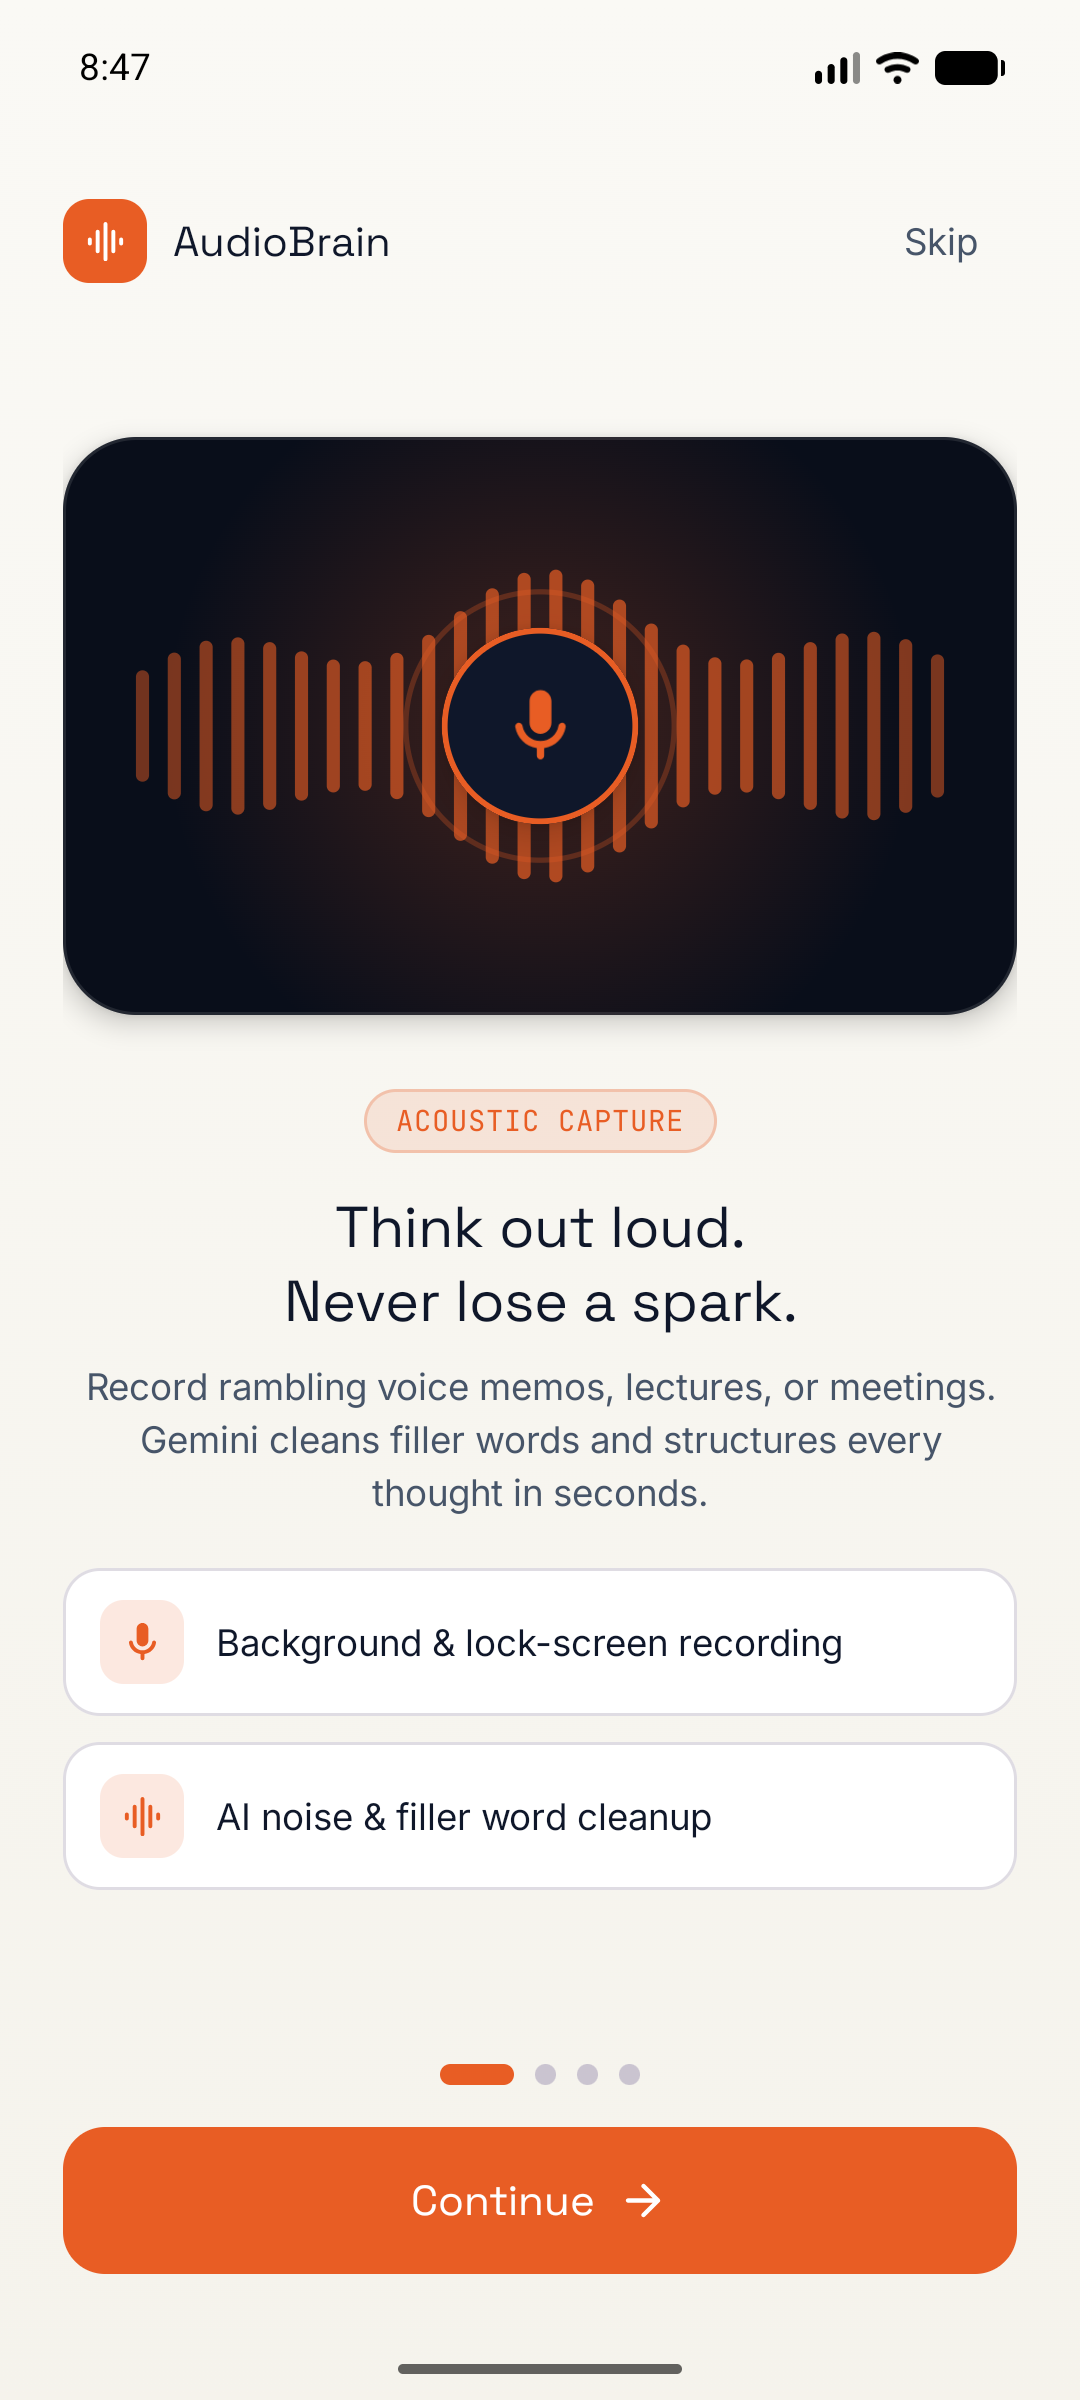 8:47
AudioBrain
Skip
ACOUSTIC CAPTURE
Think out loud.
Never lose a spark.
Record rambling voice memos, lectures, or meetings.
Gemini cleans filler words and structures every
thought in seconds.
Background & lock-screen recording
AI noise & filler word cleanup
Continue